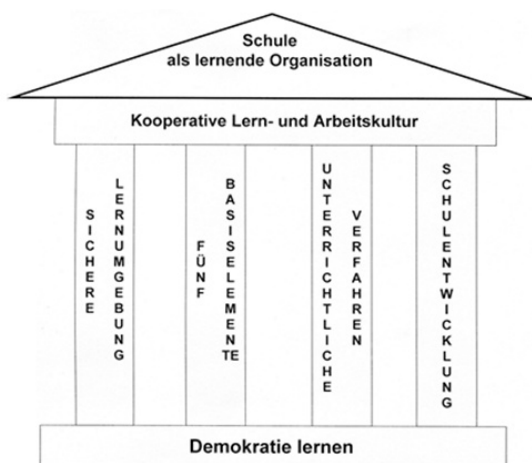 Schule
als lernende Organisation
Kooperative Lern- und Arbeitskultur
SICHERE
LERNUMGEBUNG
FÜNF
BASISELEMENTE
UNTERRICHTLICHE
VERFAHREN
SCHULENTWICKLUNG
Demokratie lernen